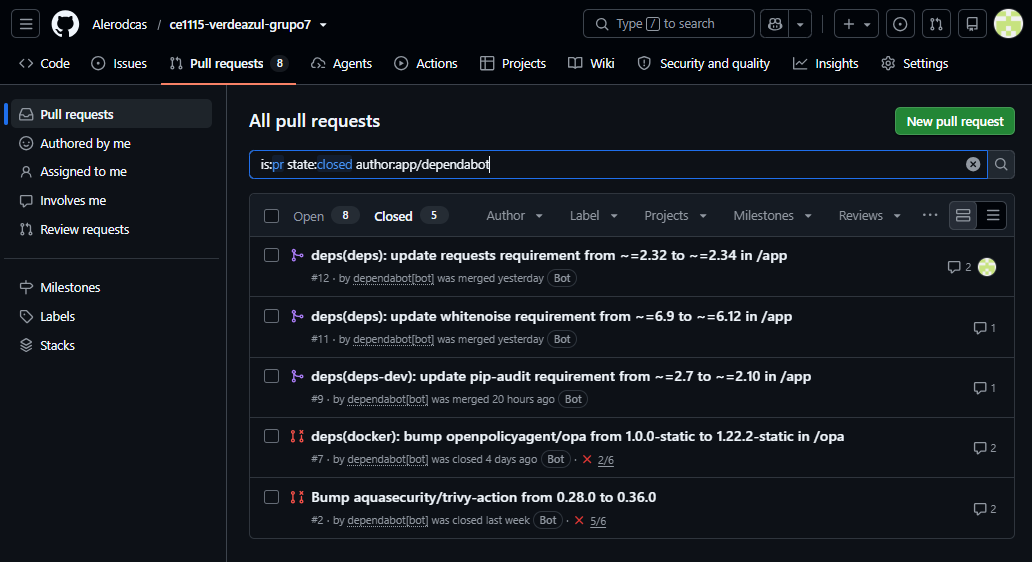 Alerodcas / ce1115-verdeazul-grupo7
Type / to search
Code
Issues
Pull requests 8
Agents
Actions
Projects
Wiki
Security and quality
Insights
Settings
Pull requests
Authored by me
Assigned to me
Involves me
Review requests
Milestones
Labels
Stacks
All pull requests
New pull request
is:pr state:closed author:app/dependabot
Open 8 Closed 5 Author Label Projects Milestones Reviews
deps(deps): update requests requirement from ~=2.32 to ~=2.34 in /app
#12 · by dependabot[bot] was merged yesterday Bot
2
deps(deps): update whitenoise requirement from ~=6.9 to ~=6.12 in /app
#11 · by dependabot[bot] was merged yesterday Bot
1
deps(deps-dev): update pip-audit requirement from ~=2.7 to ~=2.10 in /app
#9 · by dependabot[bot] was merged 20 hours ago Bot
1
deps(docker): bump openpolicyagent/opa from 1.0.0-static to 1.22.2-static in /opa
#7 · by dependabot[bot] was closed 4 days ago Bot · 2/6
2
Bump aquasecurity/trivy-action from 0.28.0 to 0.36.0
#2 · by dependabot[bot] was closed last week Bot · 5/6
2